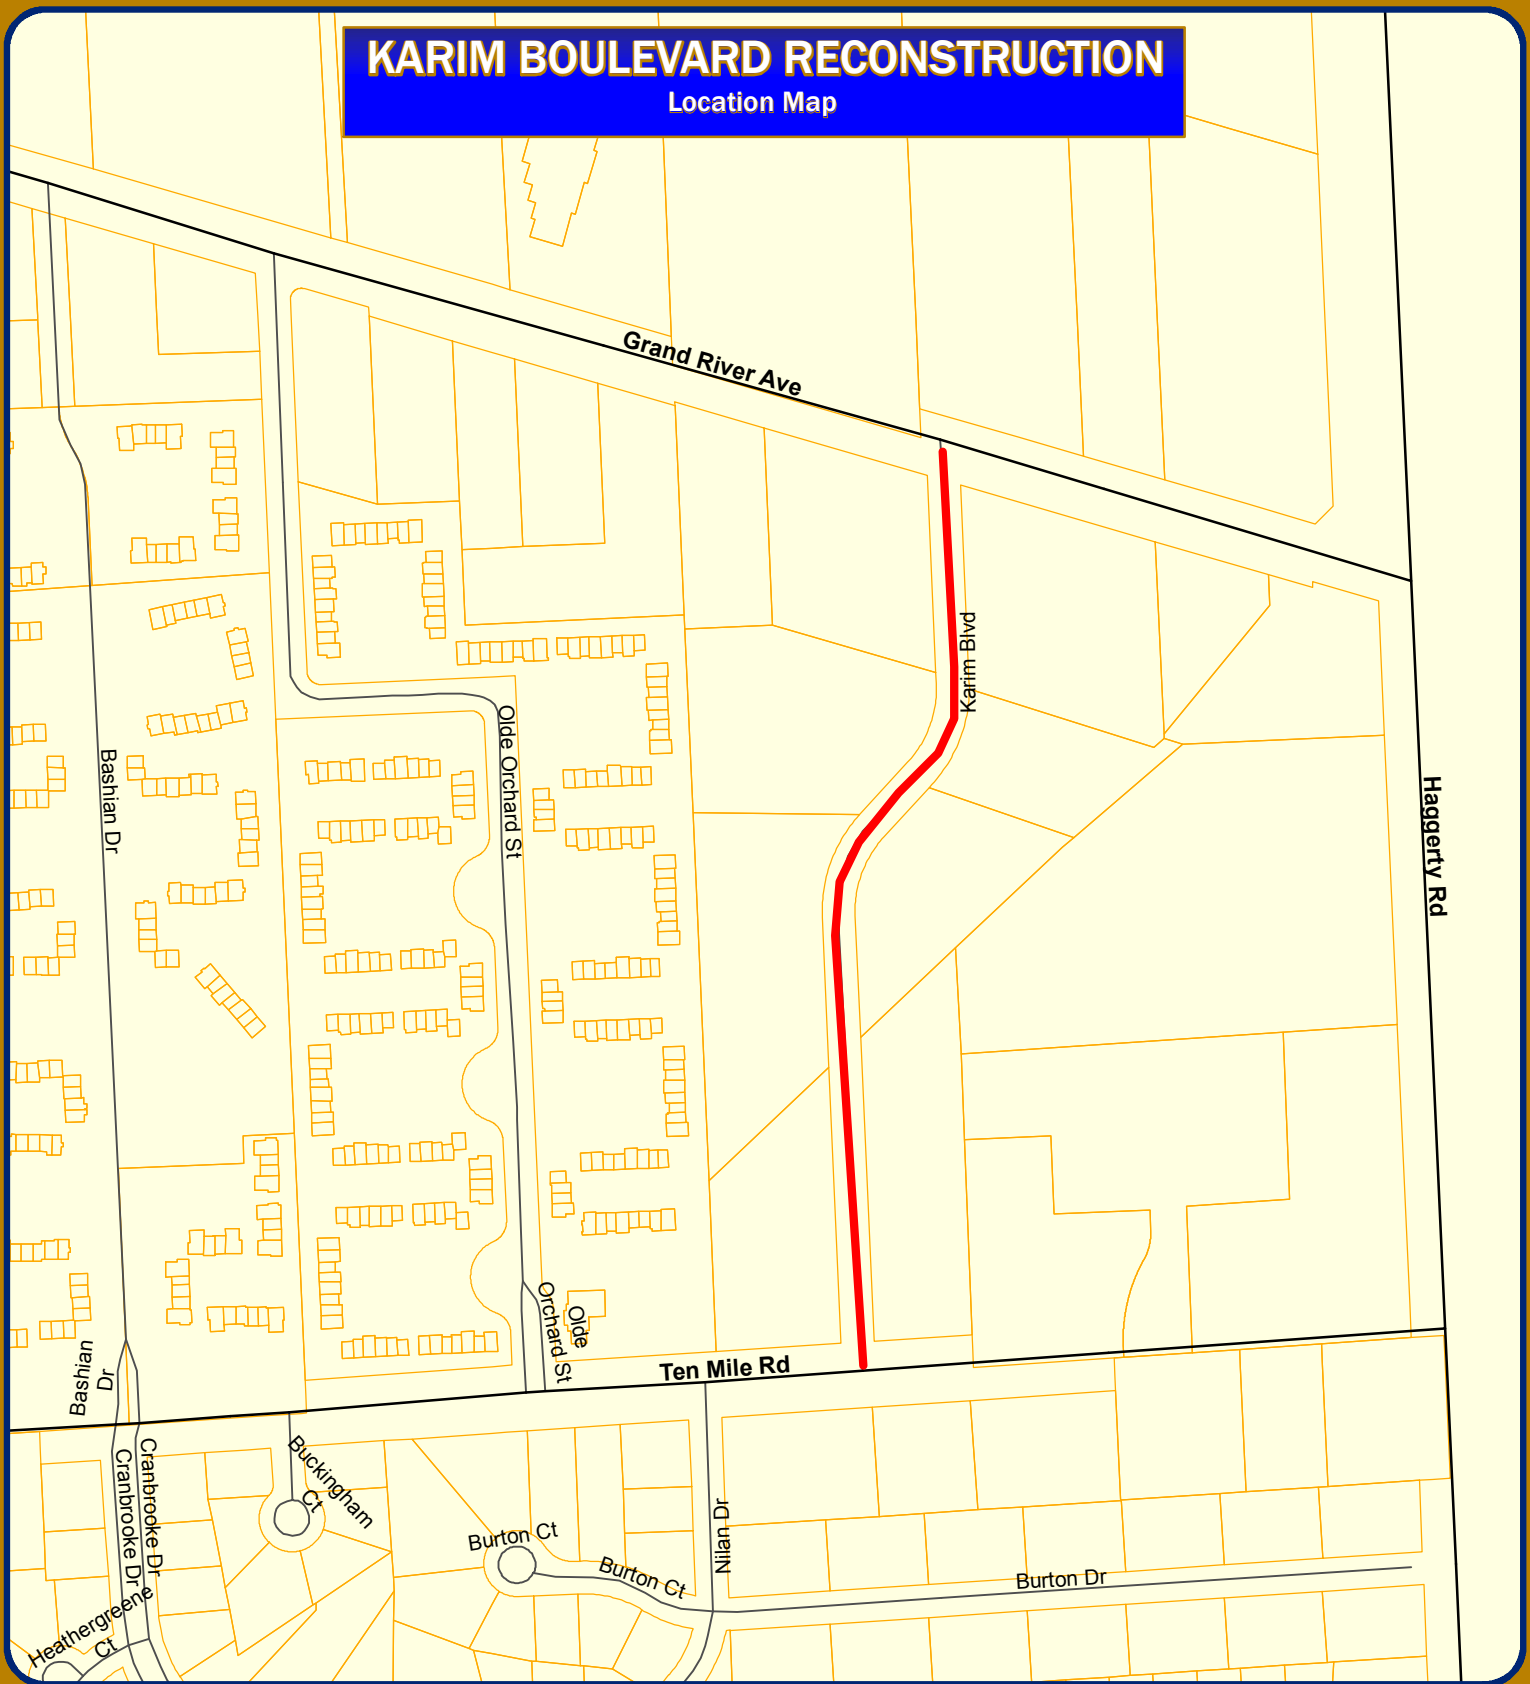 KARIM BOULEVARD RECONSTRUCTION
Location Map
Grand River Ave
Karim Blvd
Olde Orchard St
Bashian Dr
Haggerty Rd
Olde
Orchard St
Bashian
Dr
Ten Mile Rd
Buckingham
Ct
Cranbrooke Dr
Cranbrooke Dr
Nilan Dr
Burton Ct
Burton Ct
Burton Dr
Heathergreene
Ct